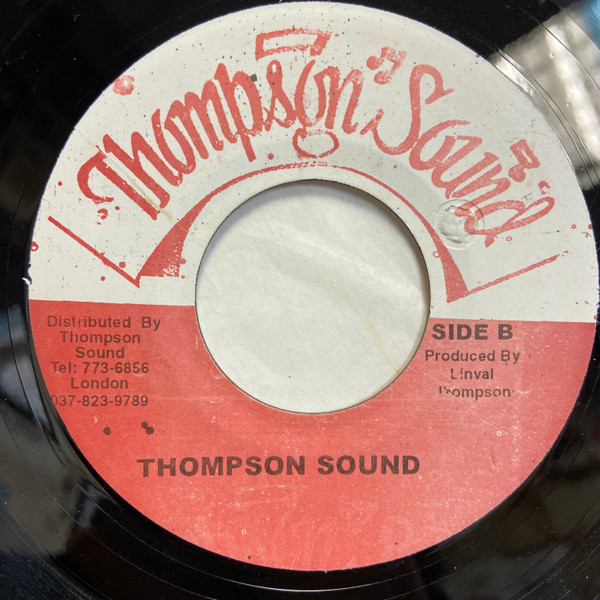 Thompson Sound
Distributed By
Thompson
Sound
Tel: 773-6856
London
037-823-9789
SIDE B
Produced By
Linval
Thompson
THOMPSON SOUND